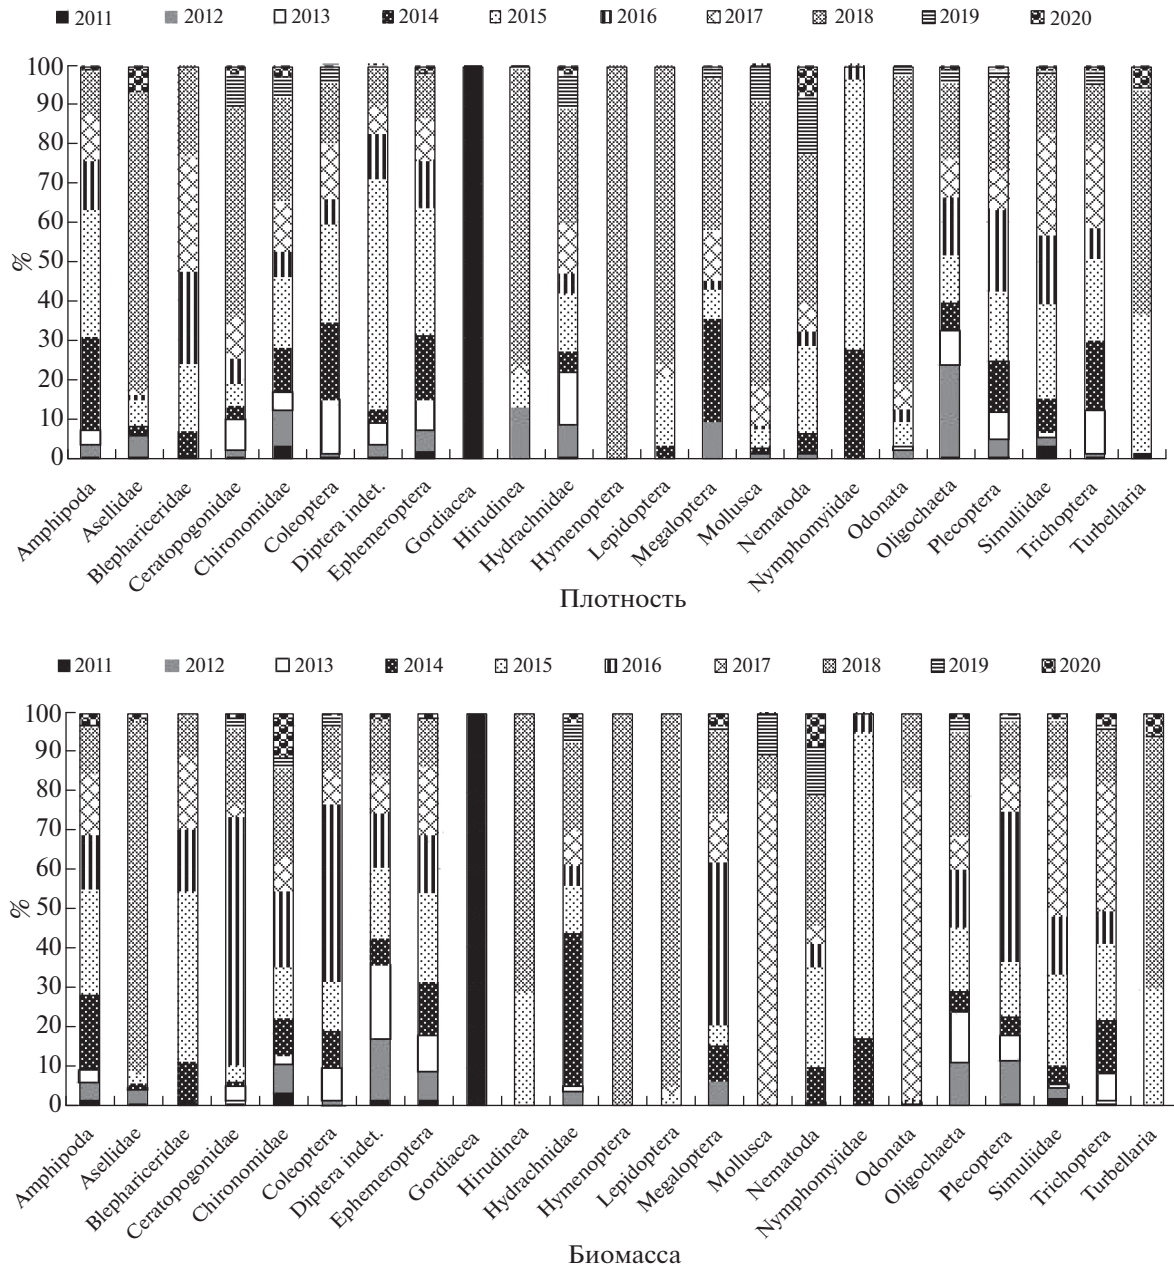 2011 2012 2013 2014 2015 2016 2017 2018 2019 2020
100
90
80
70
60
50
40
30
20
10
0
%
Amphipoda
Asellidae
Blephariceridae
Ceratopogonidae
Chironomidae
Coleoptera
Diptera indet.
Ephemeroptera
Gordiacea
Hirudinea
Hydrachnidae
Hymenoptera
Lepidoptera
Megaloptera
Mollusca
Nematoda
Nymphomyiidae
Odonata
Oligochaeta
Plecoptera
Simuliidae
Trichoptera
Turbellaria
Плотность
2011 2012 2013 2014 2015 2016 2017 2018 2019 2020
100
90
80
70
60
50
40
30
20
10
0
%
Amphipoda
Asellidae
Blephariceridae
Ceratopogonidae
Chironomidae
Coleoptera
Diptera indet.
Ephemeroptera
Gordiacea
Hirudinea
Hydrachnidae
Hymenoptera
Lepidoptera
Megaloptera
Mollusca
Nematoda
Nymphomyiidae
Odonata
Oligochaeta
Plecoptera
Simuliidae
Trichoptera
Turbellaria
Биомасса